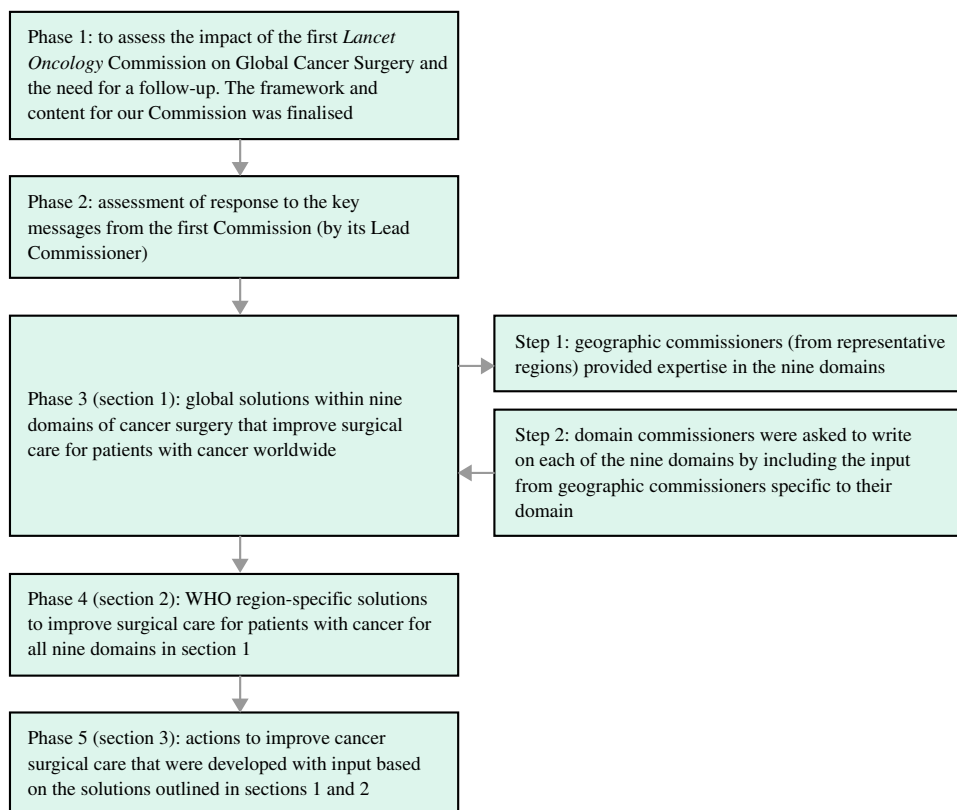 Phase 1: to assess the impact of the first Lancet
Oncology Commission on Global Cancer Surgery and
the need for a follow-up. The framework and
content for our Commission was finalised
Phase 2: assessment of response to the key
messages from the first Commission (by its Lead
Commissioner)
Phase 3 (section 1): global solutions within nine
domains of cancer surgery that improve surgical
care for patients with cancer worldwide
Step 1: geographic commissioners (from representative
regions) provided expertise in the nine domains
Step 2: domain commissioners were asked to write
on each of the nine domains by including the input
from geographic commissioners specific to their
domain
Phase 4 (section 2): WHO region-specific solutions
to improve surgical care for patients with cancer for
all nine domains in section 1
Phase 5 (section 3): actions to improve cancer
surgical care that were developed with input based
on the solutions outlined in sections 1 and 2